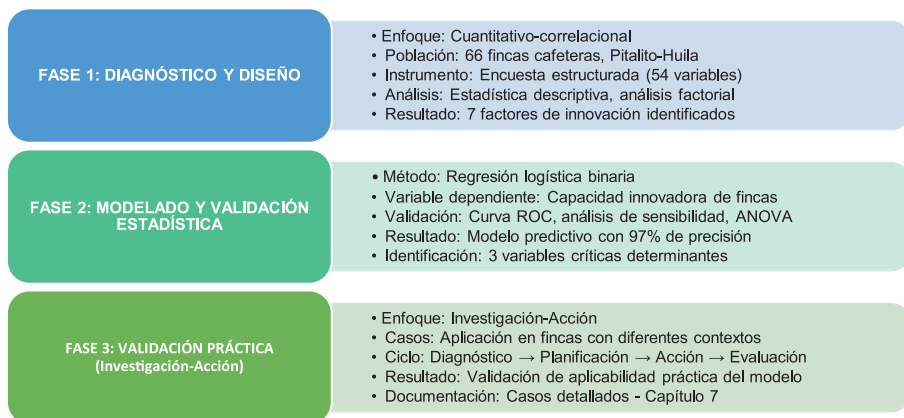 FASE 1: DIAGNÓSTICO Y DISEÑO
• Enfoque: Cuantitativo-correlacional
• Población: 66 fincas cafeteras, Pitalito-Huila
• Instrumento: Encuesta estructurada (54 variables)
• Análisis: Estadística descriptiva, análisis factorial
• Resultado: 7 factores de innovación identificados
FASE 2: MODELADO Y VALIDACIÓN
ESTADÍSTICA
• Método: Regresión logística binaria
• Variable dependiente: Capacidad innovadora de fincas
• Validación: Curva ROC, análisis de sensibilidad, ANOVA
• Resultado: Modelo predictivo con 97% de precisión
• Identificación: 3 variables críticas determinantes
FASE 3: VALIDACIÓN PRÁCTICA
(Investigación-Acción)
• Enfoque: Investigación-Acción
• Casos: Aplicación en fincas con diferentes contextos
• Ciclo: Diagnóstico → Planificación → Acción → Evaluación
• Resultado: Validación de aplicabilidad práctica del modelo
• Documentación: Casos detallados - Capítulo 7